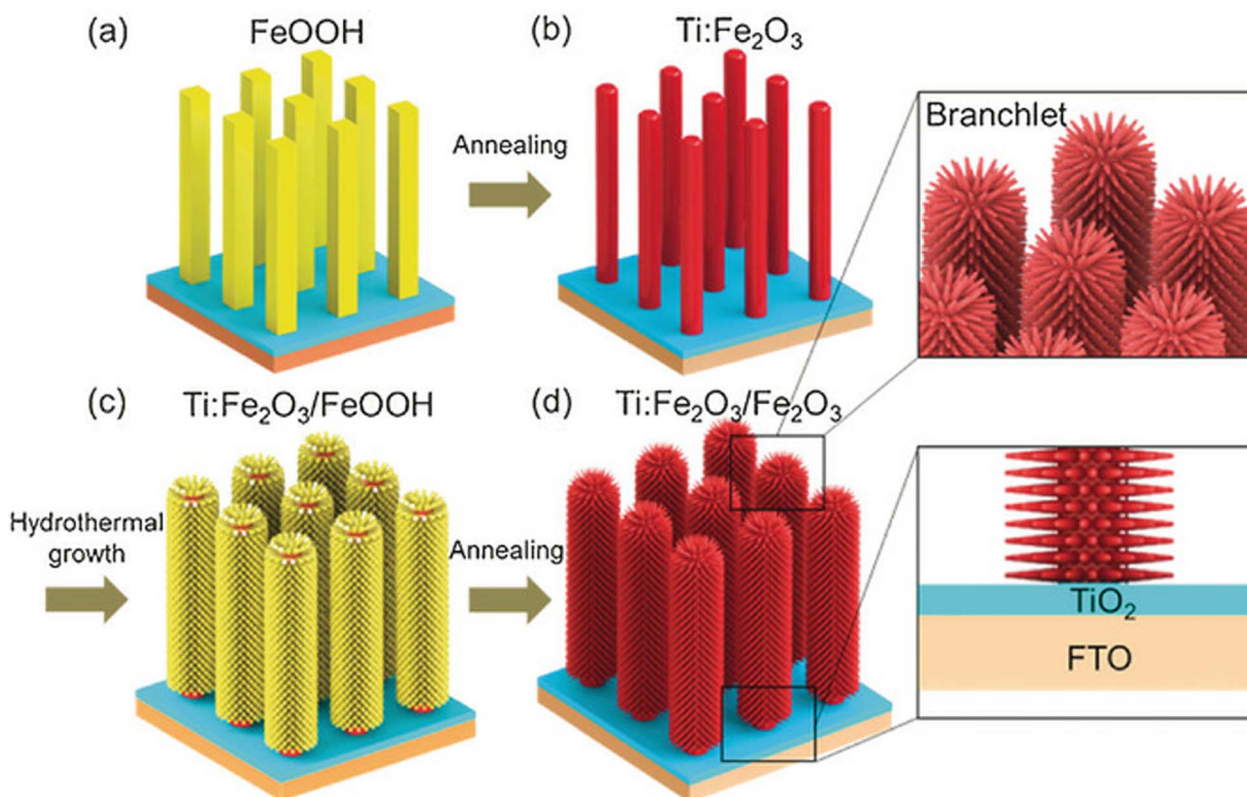 (a) FeOOH
(b) Ti:Fe₂O₃
Annealing
Branchlet
(c) Ti:Fe₂O₃/FeOOH
(d) Ti:Fe₂O₃/Fe₂O₃
Hydrothermal
growth
Annealing
TiO₂
FTO